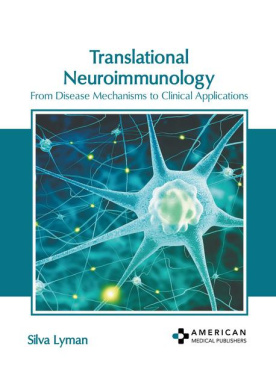 Translational
Neuroimmunology
From Disease Mechanisms to Clinical Applications
Silva Lyman
AMERICAN
MEDICAL PUBLISHERS